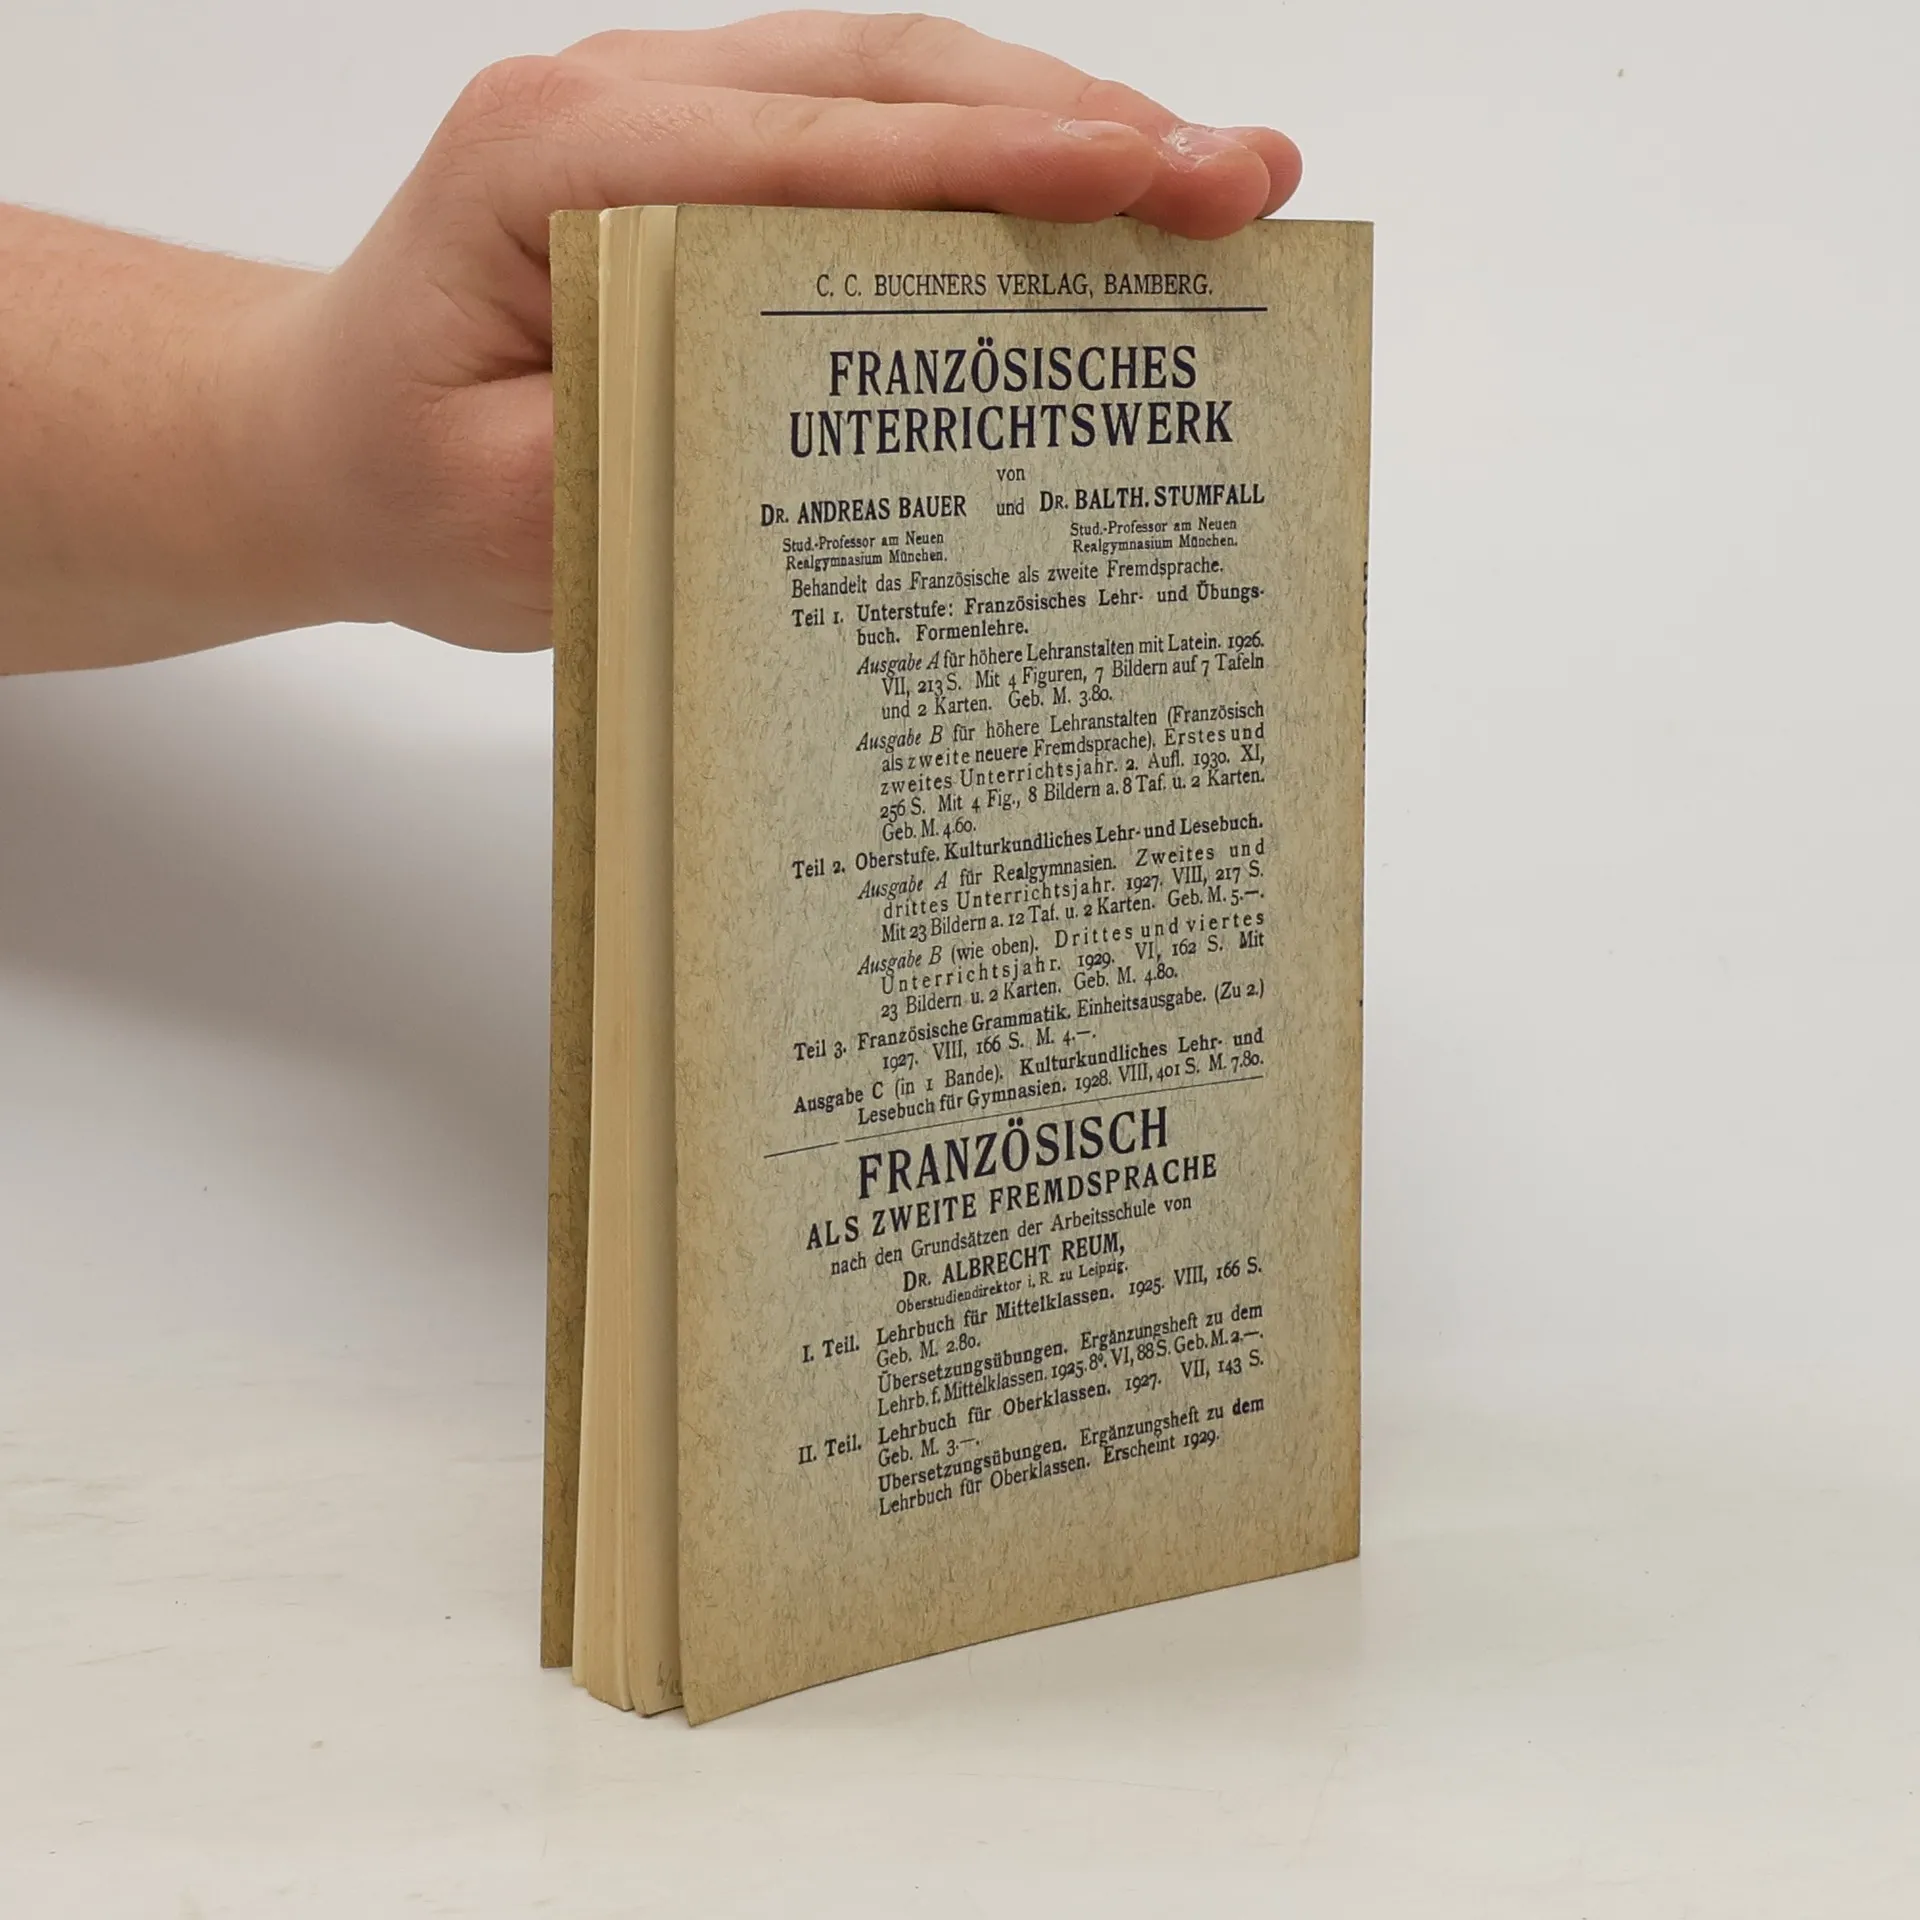 C. C. BUCHNERS VERLAG, BAMBERG.
FRANZÖSISCHES
UNTERRICHTSWERK
von
DR. ANDREAS BAUER und DR. BALTH. STUMFALL
Stud.-Professor am Neuen Realgymnasium München.
Stud.-Professor am Neuen Realgymnasium München.
Behandelt das Französische als zweite Fremdsprache.
Teil 1. Unterstufe: Französisches Lehr- und Übungs-
buch. Formenlehre.
Ausgabe A für höhere Lehranstalten mit Latein. 1926.
VII, 213 S. Mit 4 Figuren, 7 Bildern auf 7 Tafeln
und 2 Karten. Geb. M. 3.80.
Ausgabe B für höhere Lehranstalten (Französisch
als zweite neuere Fremdsprache). Erstes und
zweites Unterrichtsjahr. 2. Aufl. 1930. XI,
256 S. Mit 4 Fig., 8 Bildern a. 8 Taf. u. 2 Karten.
Geb. M. 4.60.
Teil 2. Oberstufe. Kulturkundliches Lehr- und Lesebuch.
Ausgabe A für Realgymnasien. Zweites und
drittes Unterrichtsjahr. 1927. VIII, 217 S.
Mit 23 Bildern a. 12 Taf. u. 2 Karten. Geb. M. 5.—.
Ausgabe B (wie oben). Drittes und viertes
Unterrichtsjahr. 1929. VI, 162 S. Mit
23 Bildern u. 2 Karten. Geb. M. 4.80.
Teil 3. Französische Grammatik. Einheitsausgabe. (Zu 2.)
1927. VIII, 166 S. M. 4.—.
Ausgabe C (in 1 Bande). Kulturkundliches Lehr- und
Lesebuch für Gymnasien. 1928. VIII, 401 S. M. 7.80.
FRANZÖSISCH
ALS ZWEITE FREMDSPRACHE
nach den Grundsätzen der Arbeitsschule von
DR. ALBRECHT REUM,
Oberstudiendirektor i. R. zu Leipzig.
I. Teil. Lehrbuch für Mittelklassen. 1925. VIII, 166 S.
Geb. M. 2.80.
Übersetzungsübungen. Ergänzungsheft zu dem
Lehrb. f. Mittelklassen. 1925. 8°. VI, 88 S. Geb. M. 2.—.
II. Teil. Lehrbuch für Oberklassen. 1927. VII, 143 S.
Geb. M. 3.—.
Übersetzungsübungen. Ergänzungsheft zu dem
Lehrbuch für Oberklassen. Erscheint 1929.